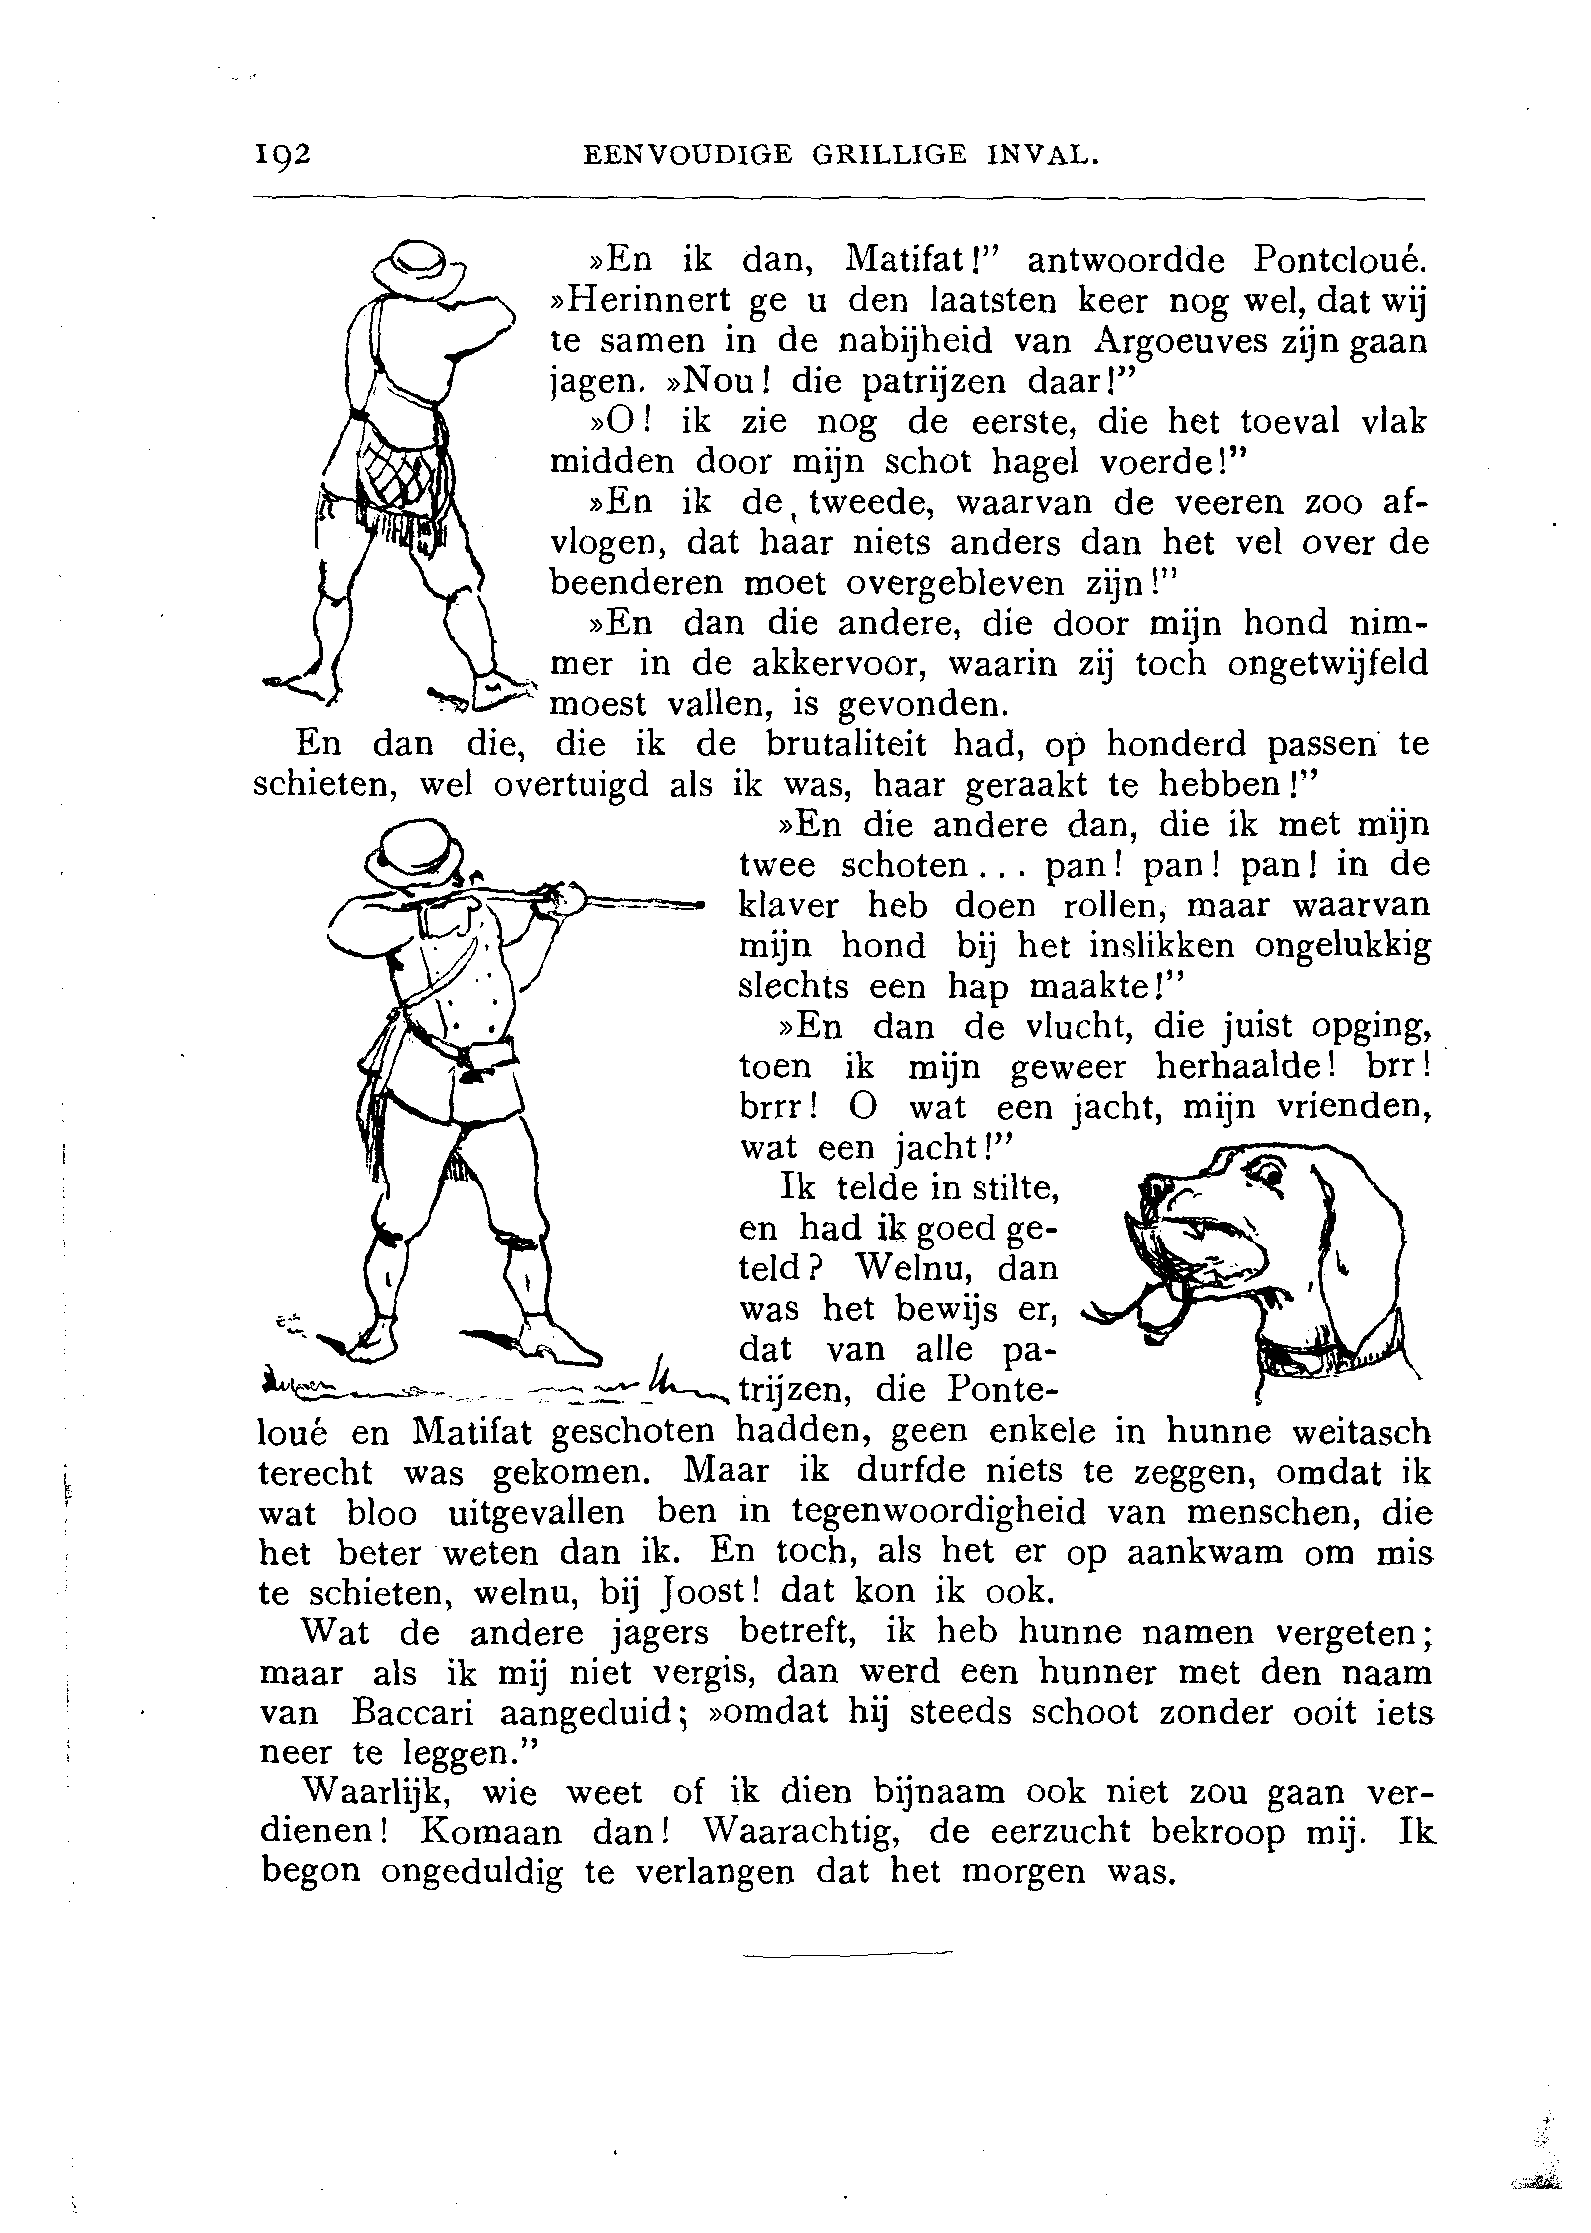 192 EENVOUDIGE GRILLIGE INVAL.
»En ik dan, Matifat!” antwoordde Pontcloué.
»Herinnert ge u den laatsten keer nog wel, dat wij
te samen in de nabijheid van Argoeuves zijn gaan
jagen. »Nou! die patrijzen daar!”
»O! ik zie nog de eerste, die het toeval vlak
midden door mijn schot hagel voerde!”
»En ik de, tweede, waarvan de veeren zoo af-
vlogen, dat haar niets anders dan het vel over de
beenderen moet overgebleven zijn!”
»En dan die andere, die door mijn hond nim-
mer in de akkervoor, waarin zij toch ongetwijfeld
moest vallen, is gevonden.
En dan die, die ik de brutaliteit had, op honderd passen te
schieten, wel overtuigd als ik was, haar geraakt te hebben!”
»En die andere dan, die ik met mijn
twee schoten... pan! pan! pan! in de
klaver heb doen rollen, maar waarvan
mijn hond bij het inslikken ongelukkig
slechts een hap maakte!”
»En dan de vlucht, die juist opging,
toen ik mijn geweer herhaalde! brr!
brrr! O wat een jacht, mijn vrienden,
wat een jacht!”
Ik telde in stilte,
en had ik goed ge-
teld? Welnu, dan
was het bewijs er,
dat van alle pa-
trijzen, die Ponte-
loué en Matifat geschoten hadden, geen enkele in hunne weitasch
terecht was gekomen. Maar ik durfde niets te zeggen, omdat ik
wat bloo uitgevallen ben in tegenwoordigheid van menschen, die
het beter weten dan ik. En toch, als het er op aankwam om mis
te schieten, welnu, bij Joost! dat kon ik ook.
Wat de andere jagers betreft, ik heb hunne namen vergeten;
maar als ik mij niet vergis, dan werd een hunner met den naam
van Baccari aangeduid; »omdat hij steeds schoot zonder ooit iets
neer te leggen.”
Waarlijk, wie weet of ik dien bijnaam ook niet zou gaan ver-
dienen! Komaan dan! Waarachtig, de eerzucht bekroop mij. Ik
begon ongeduldig te verlangen dat het morgen was.